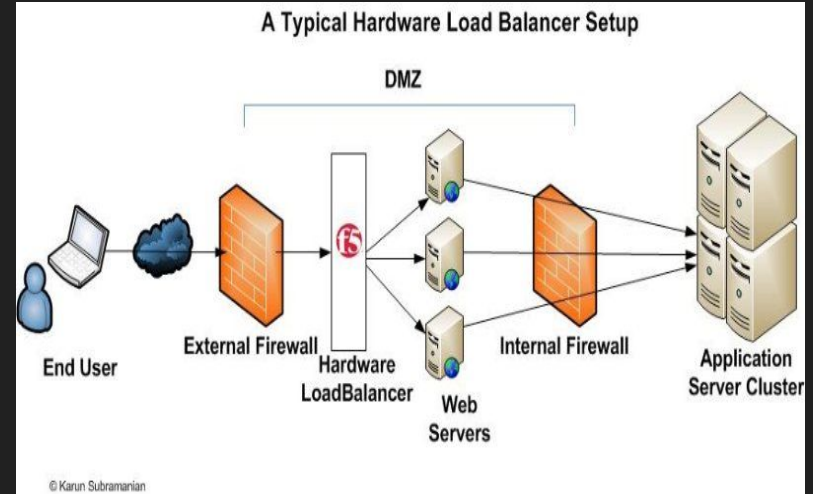 A Typical Hardware Load Balancer Setup
DMZ
f5
End User
External Firewall
Hardware
LoadBalancer
Web
Servers
Internal Firewall
Application
Server Cluster
© Karun Subramanian